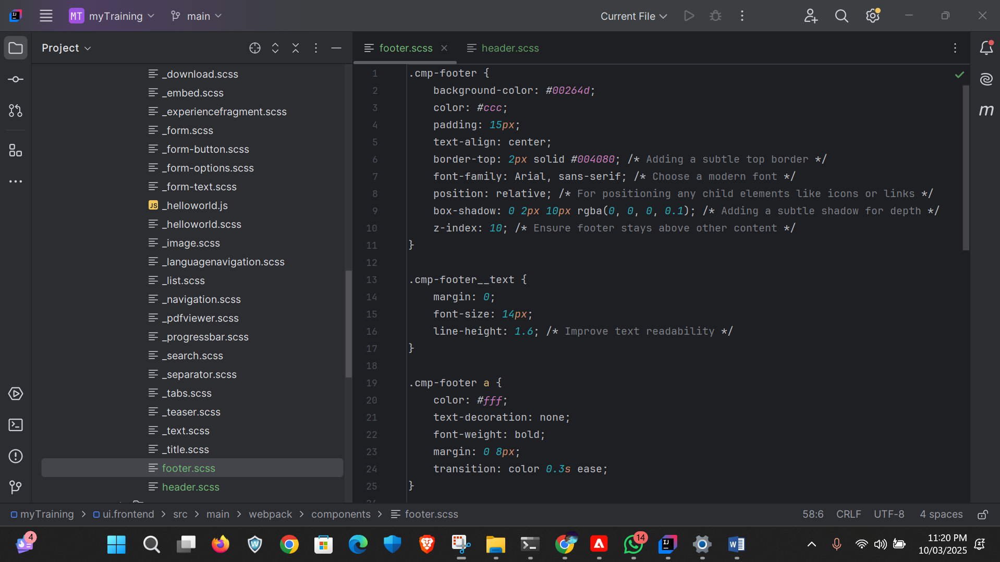 MT myTraining
main
Current File
Project
_download.scss
_embed.scss
_experiencefragment.scss
_form.scss
_form-button.scss
_form-options.scss
_form-text.scss
JS _helloworld.js
_helloworld.scss
_image.scss
_languagenavigation.scss
_list.scss
_navigation.scss
_pdfviewer.scss
_progressbar.scss
_search.scss
_separator.scss
_tabs.scss
_teaser.scss
_text.scss
_title.scss
footer.scss
header.scss
footer.scss
header.scss
1 .cmp-footer {
2 background-color: #00264d;
3 color: #ccc;
4 padding: 15px;
5 text-align: center;
6 border-top: 2px solid #004080; /* Adding a subtle top border */
7 font-family: Arial, sans-serif; /* Choose a modern font */
8 position: relative; /* For positioning any child elements like icons or links */
9 box-shadow: 0 2px 10px rgba(0, 0, 0, 0.1); /* Adding a subtle shadow for depth */
10 z-index: 10; /* Ensure footer stays above other content */
11 }
12
13 .cmp-footer__text {
14 margin: 0;
15 font-size: 14px;
16 line-height: 1.6; /* Improve text readability */
17 }
18
19 .cmp-footer a {
20 color: #fff;
21 text-decoration: none;
22 font-weight: bold;
23 margin: 0 8px;
24 transition: color 0.3s ease;
25 }
m
myTraining > ui.frontend > src > main > webpack > components > footer.scss
58:6 CRLF UTF-8 4 spaces
4
14
11:20 PM
10/03/2025